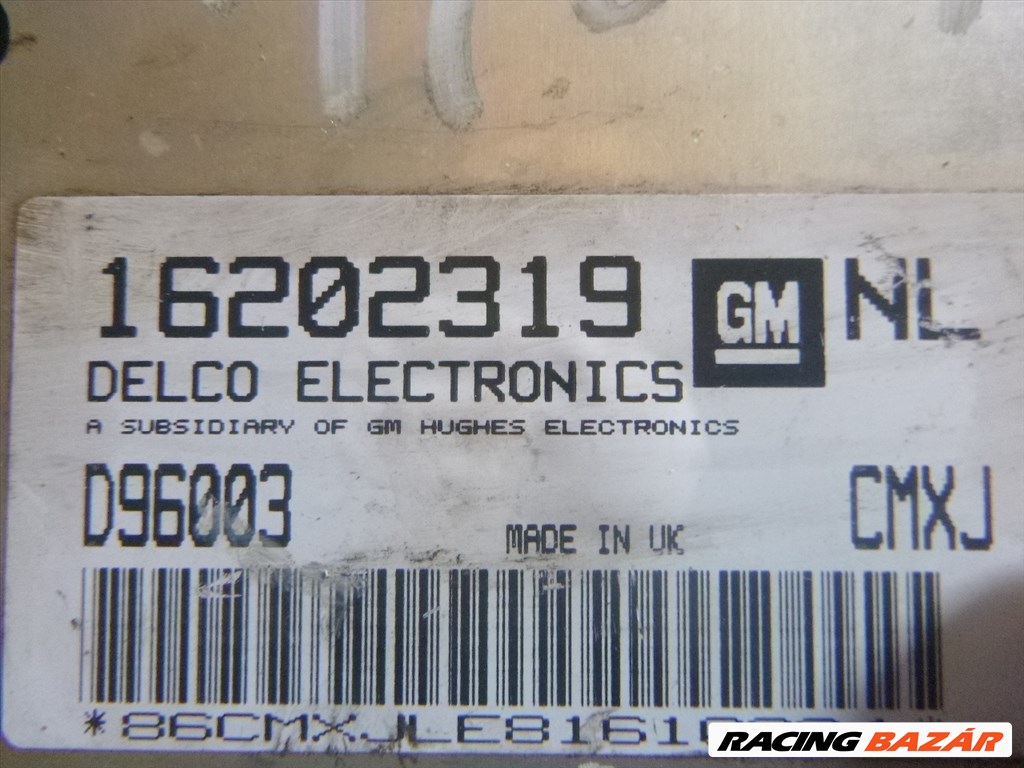 16202319 GM NL
DELCO ELECTRONICS
A SUBSIDIARY OF GM HUGHES ELECTRONICS
D96003 CMXJ
MADE IN UK
RACING BAZÁR